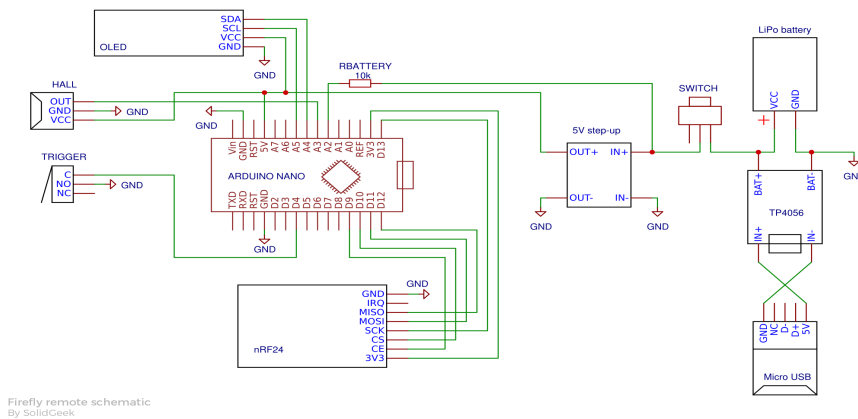 SDA
SCL
VCC
GND
OLED
GND
HALL
OUT
GND
VCC
GND
TRIGGER
C
NO
NC
GND
RBATTERY
10k
GND
Vin
GND
RST
5V
A7
A6
A5
A4
A3
A2
A1
A0
REF
3V3
D13
ARDUINO NANO
TXD
RXD
RST
GND
D2
D3
D4
D5
D6
D7
D8
D9
D10
D11
D12
GND
GND
GND
IRQ
MISO
MOSI
SCK
CS
CE
3V3
nRF24
5V step-up
OUT+
IN+
OUT-
IN-
GND
GND
SWITCH
LiPo battery
VCC
GND
+
GN
BAT+
BAT-
TP4056
IN+
IN-
GND
NC
D-
D+
5V
Micro USB
Firefly remote schematic
By SolidGeek